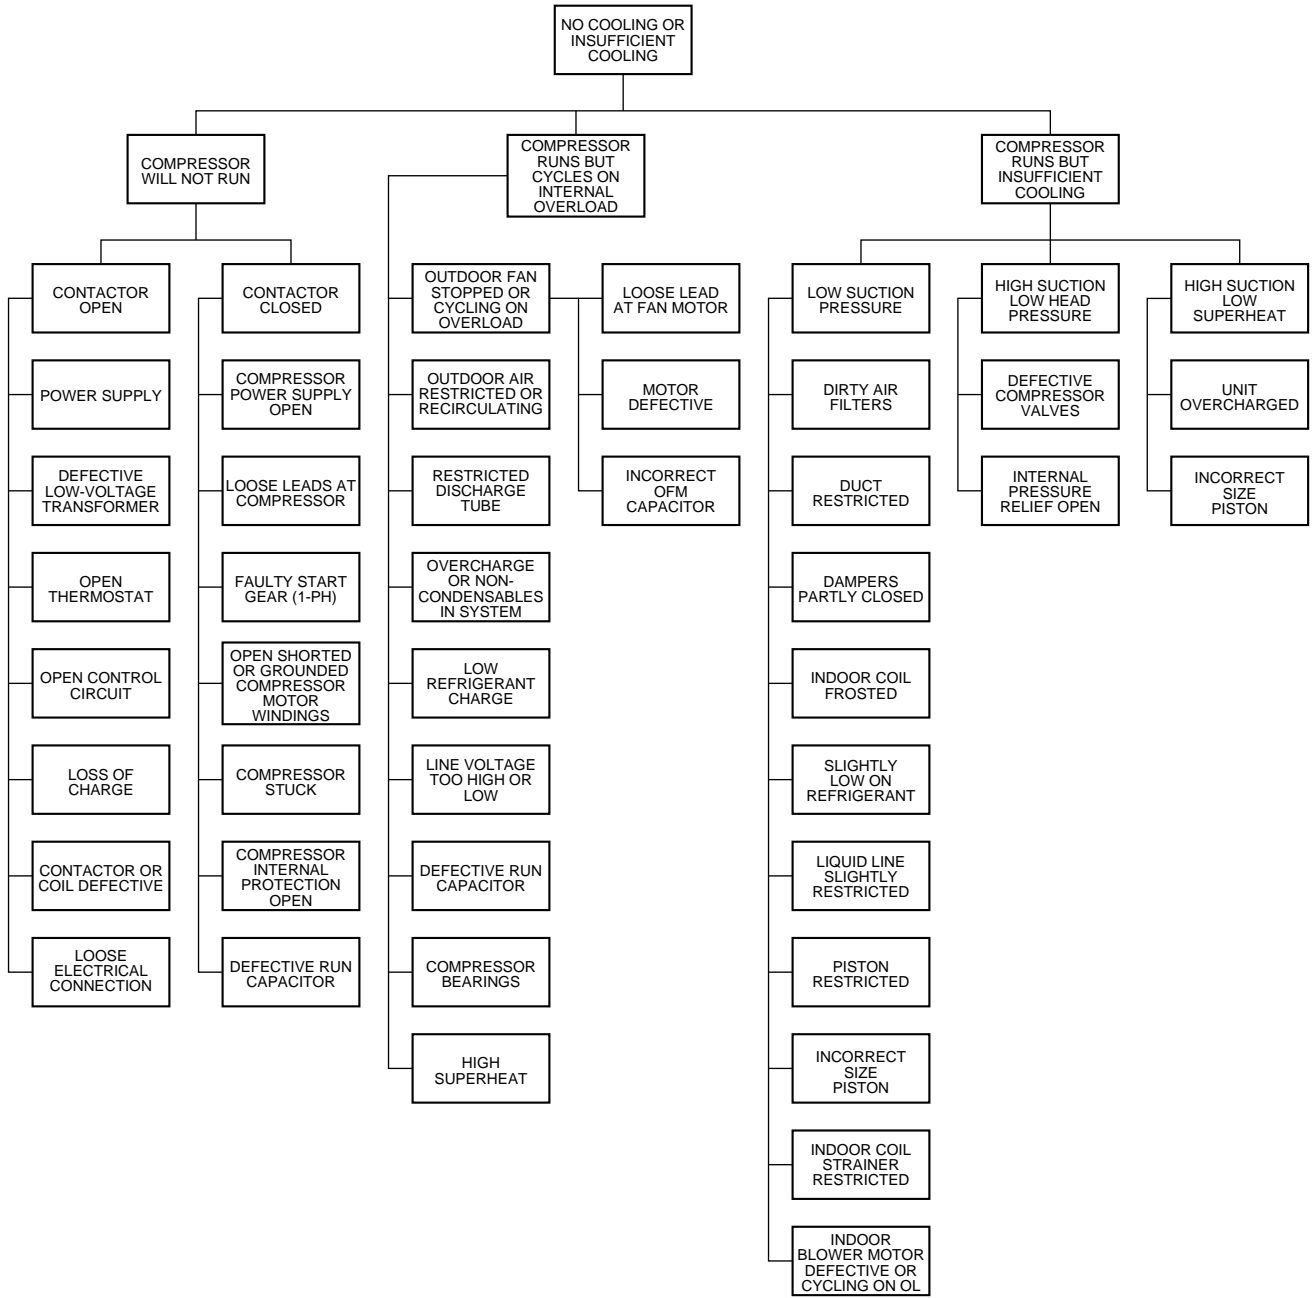 NO COOLING OR
INSUFFICIENT
COOLING
COMPRESSOR
WILL NOT RUN
COMPRESSOR
RUNS BUT
CYCLES ON
INTERNAL
OVERLOAD
COMPRESSOR
RUNS BUT
INSUFFICIENT
COOLING
CONTACTOR
OPEN
POWER SUPPLY
DEFECTIVE
LOW-VOLTAGE
TRANSFORMER
OPEN
THERMOSTAT
OPEN CONTROL
CIRCUIT
LOSS OF
CHARGE
CONTACTOR OR
COIL DEFECTIVE
LOOSE
ELECTRICAL
CONNECTION
CONTACTOR
CLOSED
COMPRESSOR
POWER SUPPLY
OPEN
LOOSE LEADS AT
COMPRESSOR
FAULTY START
GEAR (1-PH)
OPEN SHORTED
OR GROUNDED
COMPRESSOR
MOTOR
WINDINGS
COMPRESSOR
STUCK
COMPRESSOR
INTERNAL
PROTECTION
OPEN
DEFECTIVE RUN
CAPACITOR
OUTDOOR FAN
STOPPED OR
CYCLING ON
OVERLOAD
OUTDOOR AIR
RESTRICTED OR
RECIRCULATING
RESTRICTED
DISCHARGE
TUBE
OVERCHARGE
OR NON-
CONDENSABLES
IN SYSTEM
LOW
REFRIGERANT
CHARGE
LINE VOLTAGE
TOO HIGH OR
LOW
DEFECTIVE RUN
CAPACITOR
COMPRESSOR
BEARINGS
HIGH
SUPERHEAT
LOOSE LEAD
AT FAN MOTOR
MOTOR
DEFECTIVE
INCORRECT
OFM
CAPACITOR
LOW SUCTION
PRESSURE
DIRTY AIR
FILTERS
DUCT
RESTRICTED
DAMPERS
PARTLY CLOSED
INDOOR COIL
FROSTED
SLIGHTLY
LOW ON
REFRIGERANT
LIQUID LINE
SLIGHTLY
RESTRICTED
PISTON
RESTRICTED
INCORRECT
SIZE
PISTON
INDOOR COIL
STRAINER
RESTRICTED
INDOOR
BLOWER MOTOR
DEFECTIVE OR
CYCLING ON OL
HIGH SUCTION
LOW HEAD
PRESSURE
DEFECTIVE
COMPRESSOR
VALVES
INTERNAL
PRESSURE
RELIEF OPEN
HIGH SUCTION
LOW
SUPERHEAT
UNIT
OVERCHARGED
INCORRECT
SIZE
PISTON